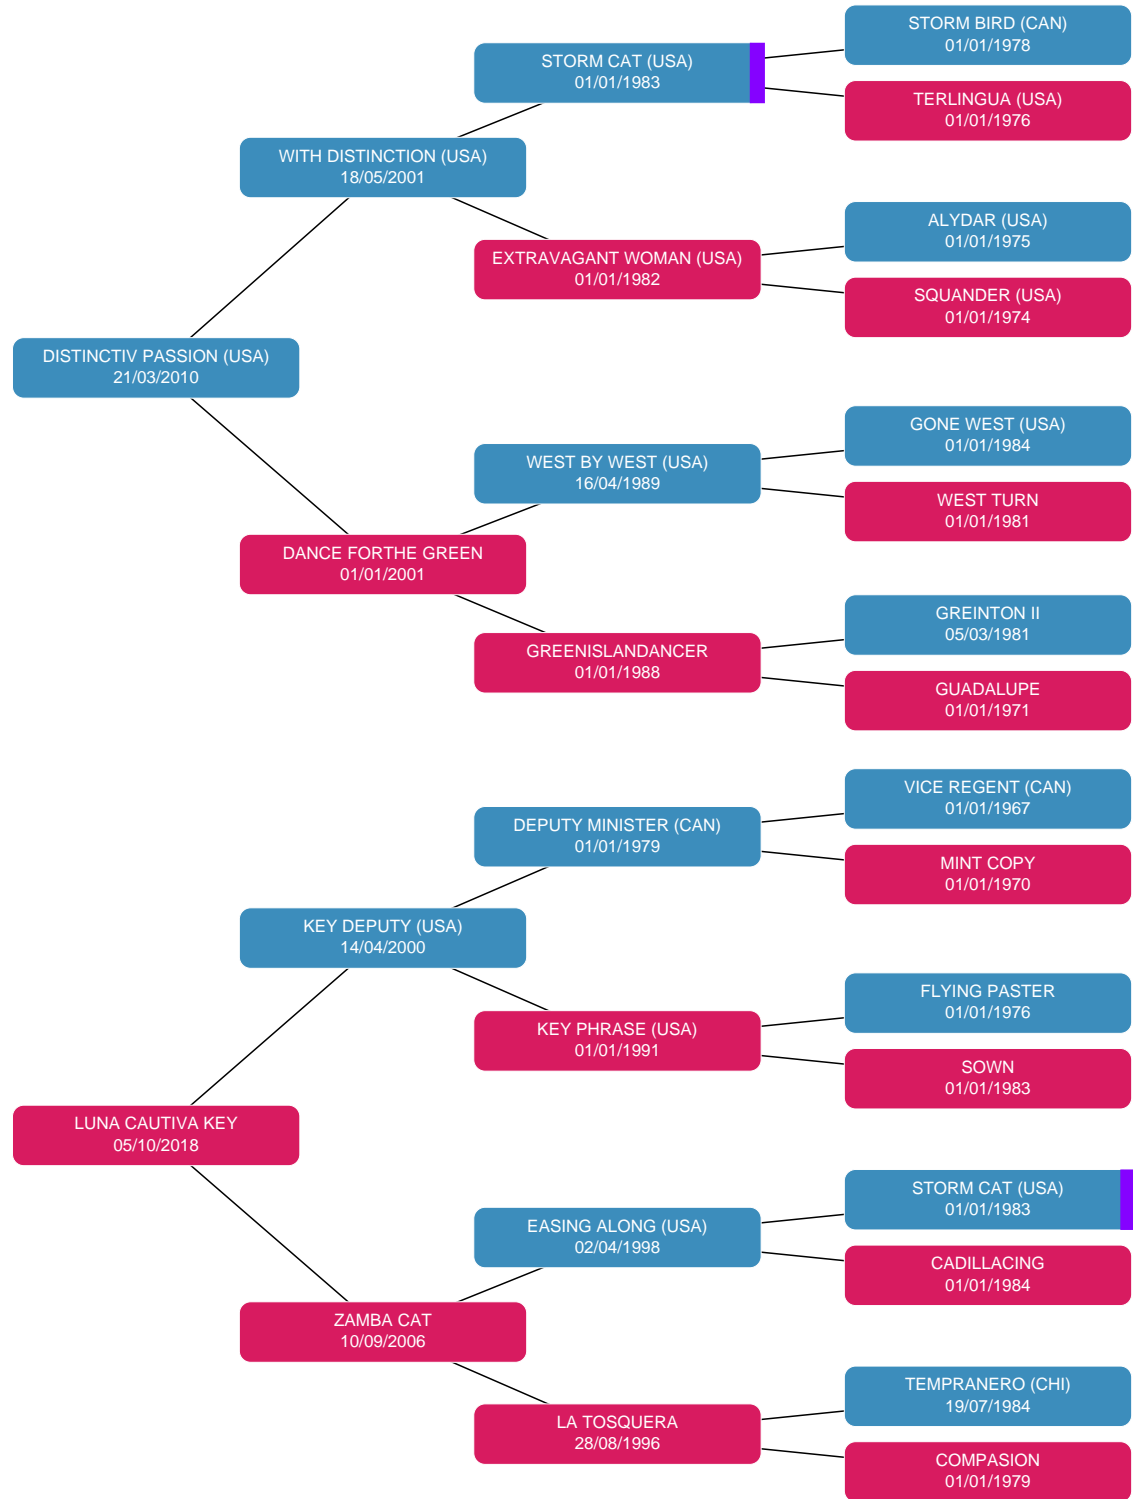 STORM BIRD (CAN)
01/01/1978
STORM CAT (USA)
01/01/1983
TERLINGUA (USA)
01/01/1976
WITH DISTINCTION (USA)
18/05/2001
ALYDAR (USA)
01/01/1975
EXTRAVAGANT WOMAN (USA)
01/01/1982
SQUANDER (USA)
01/01/1974
DISTINCTIV PASSION (USA)
21/03/2010
GONE WEST (USA)
01/01/1984
WEST BY WEST (USA)
16/04/1989
WEST TURN
01/01/1981
DANCE FORTHE GREEN
01/01/2001
GREINTON II
05/03/1981
GREENISLANDANCER
01/01/1988
GUADALUPE
01/01/1971
VICE REGENT (CAN)
01/01/1967
DEPUTY MINISTER (CAN)
01/01/1979
MINT COPY
01/01/1970
KEY DEPUTY (USA)
14/04/2000
FLYING PASTER
01/01/1976
KEY PHRASE (USA)
01/01/1991
SOWN
01/01/1983
LUNA CAUTIVA KEY
05/10/2018
STORM CAT (USA)
01/01/1983
EASING ALONG (USA)
02/04/1998
CADILLACING
01/01/1984
ZAMBA CAT
10/09/2006
TEMPRANERO (CHI)
19/07/1984
LA TOSQUERA
28/08/1996
COMPASION
01/01/1979